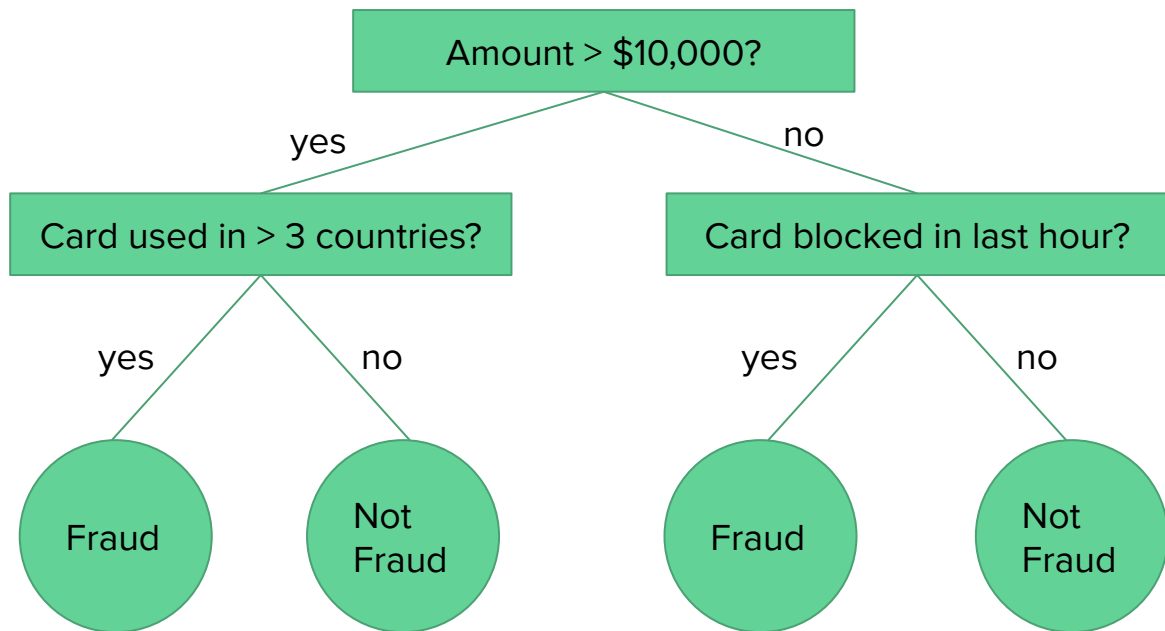 Amount > $10,000?
yes
no
Card used in > 3 countries?
Card blocked in last hour?
yes
no
yes
no
Fraud
Not
Fraud
Fraud
Not
Fraud